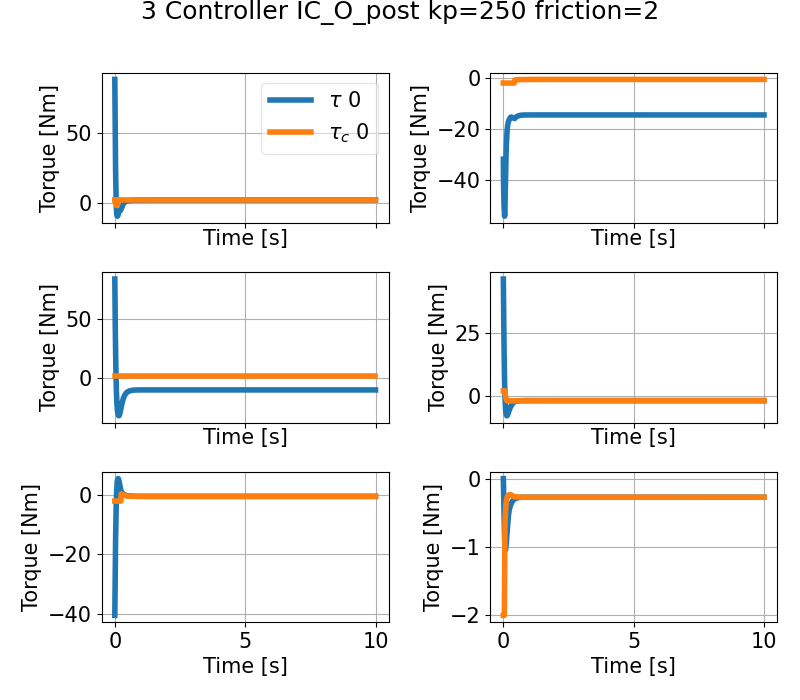 3 Controller IC_O_post kp=250 friction=2
Torque [Nm]
50
0
τ 0
τc 0
Time [s]
Torque [Nm]
0
−20
−40
Time [s]
Torque [Nm]
50
0
Time [s]
Torque [Nm]
25
0
Time [s]
Torque [Nm]
0
−20
−40
0 5 10
Time [s]
Torque [Nm]
0
−1
−2
0 5 10
Time [s]